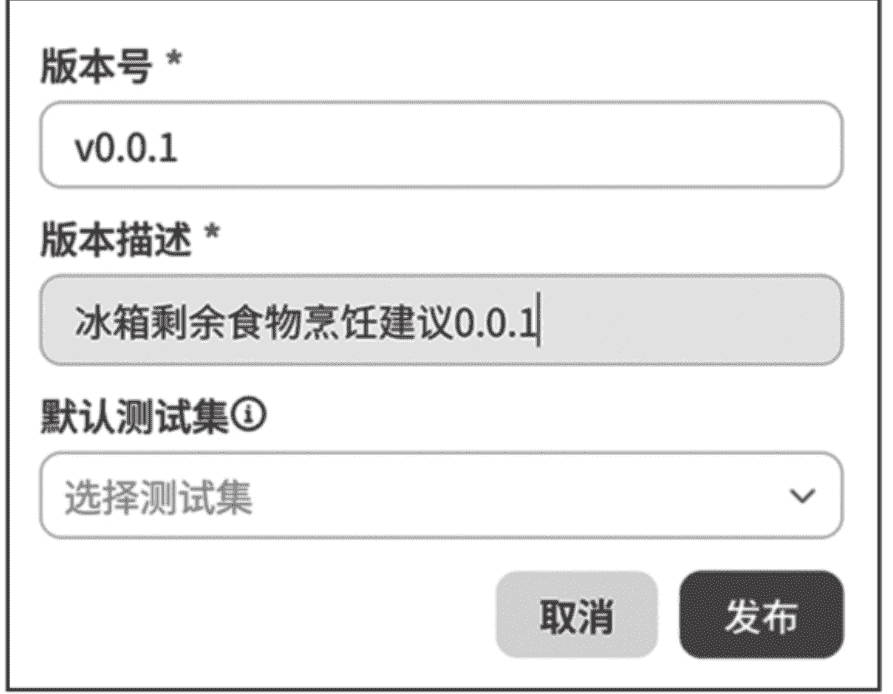 版本号 *
v0.0.1
版本描述 *
冰箱剩余食物烹饪建议0.0.1
默认测试集
选择测试集
取消 发布